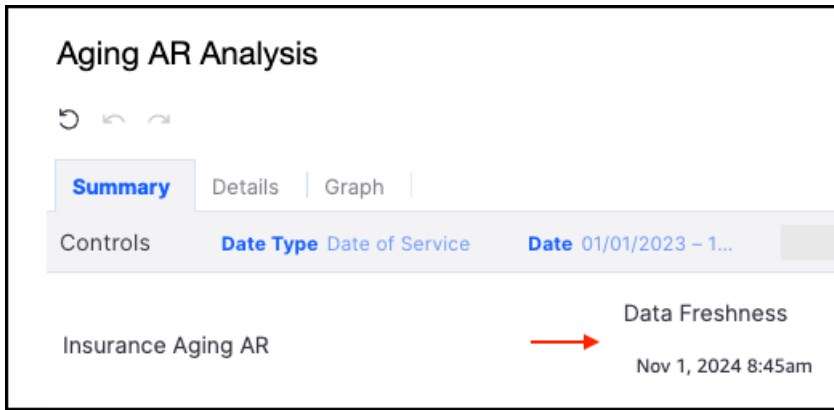 Aging AR Analysis
Summary Details Graph
Controls Date Type Date of Service Date 01/01/2023 – 1...
Data Freshness
Insurance Aging AR
Nov 1, 2024 8:45am